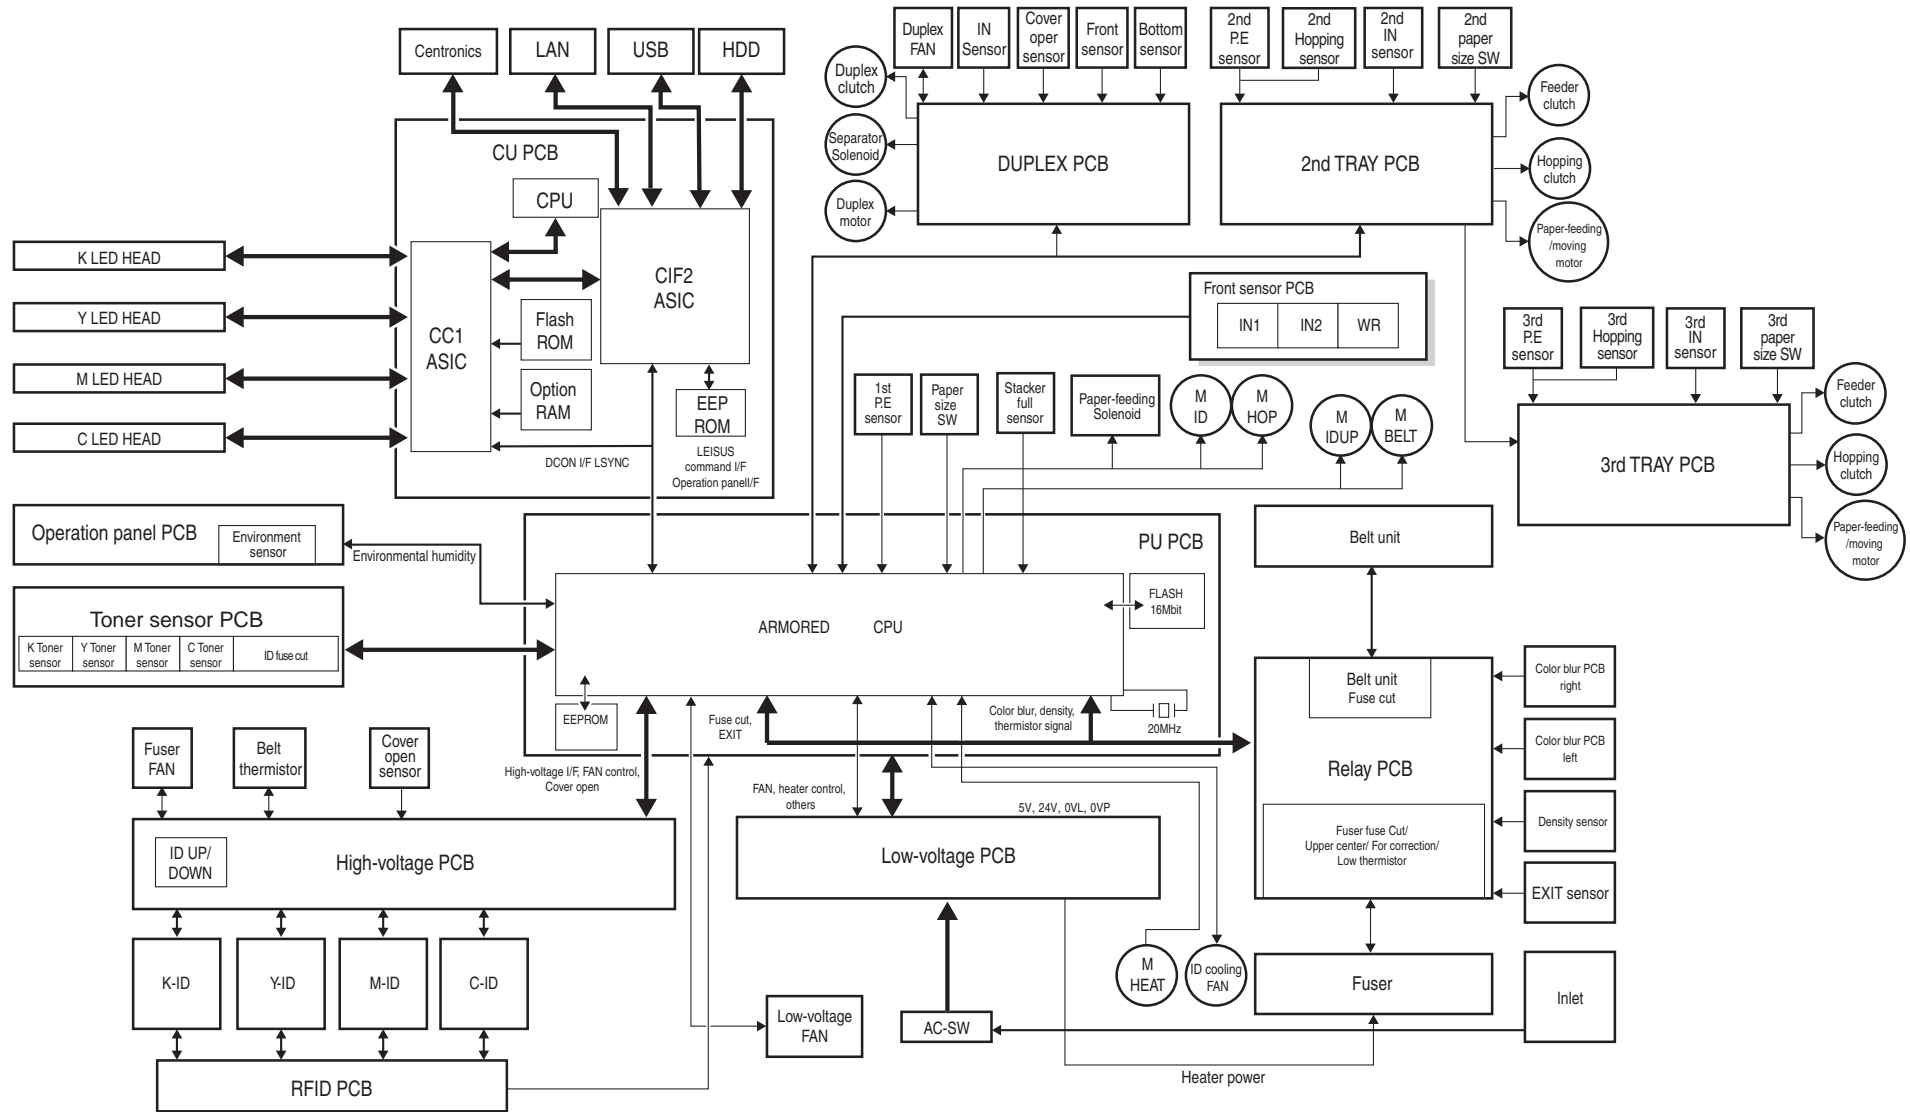 Centronics
LAN
USB
HDD
CU PCB
CPU
CIF2
ASIC
CC1
ASIC
Flash
ROM
Option
RAM
EEP
ROM
DCON I/F LSYNC
LEISUS
command I/F
Operation panelI/F
K LED HEAD
Y LED HEAD
M LED HEAD
C LED HEAD
Duplex
FAN
IN
Sensor
Cover
oper
sensor
Front
sensor
Bottom
sensor
Duplex
clutch
Separator
Solenoid
Duplex
motor
DUPLEX PCB
2nd
P.E
sensor
2nd
Hopping
sensor
2nd
IN
sensor
2nd
paper
size SW
2nd TRAY PCB
Feeder
clutch
Hopping
clutch
Paper-feeding
/moving
motor
Front sensor PCB
IN1
IN2
WR
3rd
P.E
sensor
3rd
Hopping
sensor
3rd
IN
sensor
3rd
paper
size SW
3rd TRAY PCB
Feeder
clutch
Hopping
clutch
Paper-feeding
/moving
motor
1st
P.E
sensor
Paper
size
SW
Stacker
full
sensor
Paper-feeding
Solenoid
M
ID
M
HOP
M
IDUP
M
BELT
Operation panel PCB
Environment
sensor
Environmental humidity
Toner sensor PCB
K Toner
sensor
Y Toner
sensor
M Toner
sensor
C Toner
sensor
ID fuse cut
PU PCB
ARMORED CPU
FLASH
16Mbit
EEPROM
Fuse cut,
EXIT
Color blur, density,
thermistor signal
20MHz
Belt unit
Belt unit
Fuse cut
Relay PCB
Fuser fuse Cut/
Upper center/ For correction/
Low thermistor
Color blur PCB
right
Color blur PCB
left
Density sensor
EXIT sensor
Fuser
FAN
Belt
thermistor
Cover
open
sensor
High-voltage I/F, FAN control,
Cover open
FAN, heater control,
others
5V, 24V, 0VL, 0VP
ID UP/
DOWN
High-voltage PCB
Low-voltage PCB
K-ID
Y-ID
M-ID
C-ID
RFID PCB
Low-voltage
FAN
AC-SW
M
HEAT
ID cooling
FAN
Fuser
Inlet
Heater power